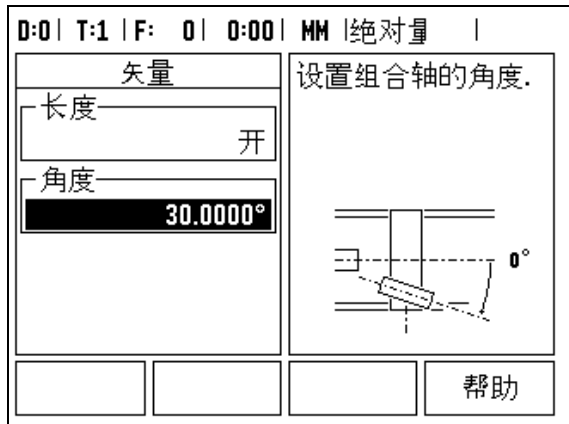 D:0 | T:1 | F: 0 | 0:00 | MM | 绝对量 |
矢量
长度
开
角度
30.0000°
设置组合轴的角度.
0°
帮助